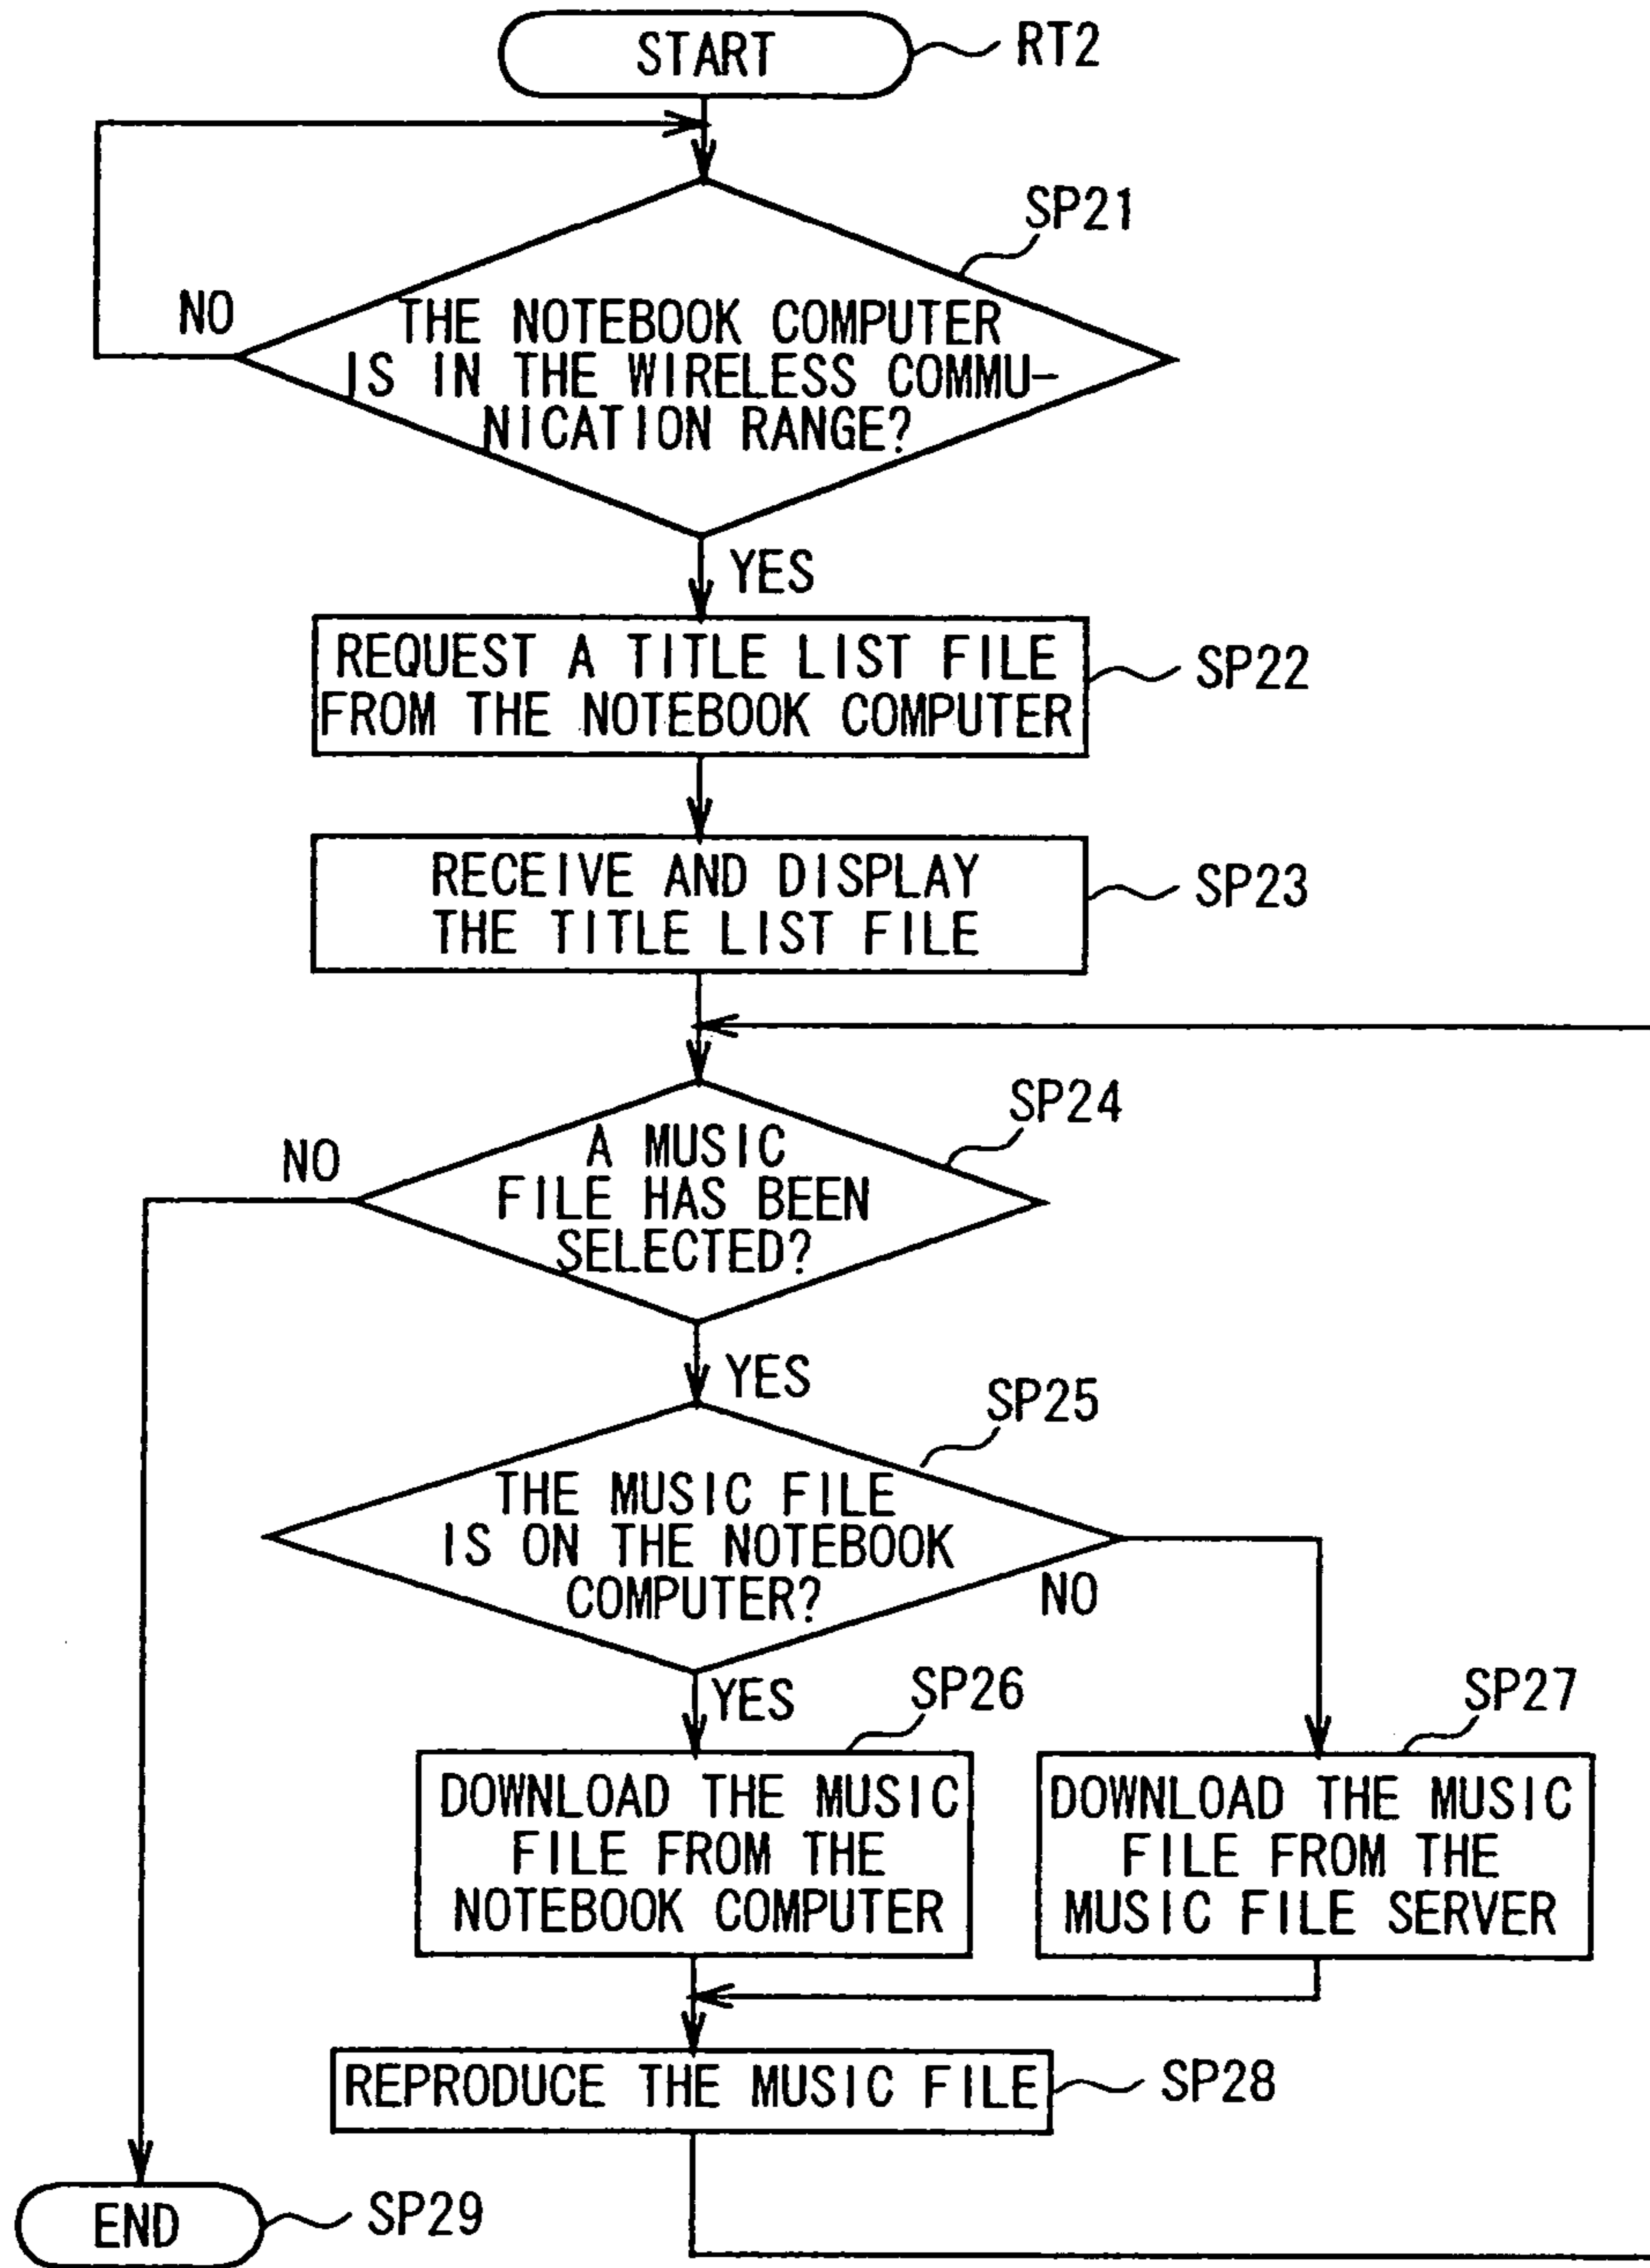 START
RT2
SP21
NO
THE NOTEBOOK COMPUTER
IS IN THE WIRELESS COMMU-
NICATION RANGE?
YES
REQUEST A TITLE LIST FILE
FROM THE NOTEBOOK COMPUTER
SP22
RECEIVE AND DISPLAY
THE TITLE LIST FILE
SP23
SP24
NO
A MUSIC
FILE HAS BEEN
SELECTED?
YES
SP25
THE MUSIC FILE
IS ON THE NOTEBOOK
COMPUTER?
NO
YES
SP26
SP27
DOWNLOAD THE MUSIC
FILE FROM THE
NOTEBOOK COMPUTER
DOWNLOAD THE MUSIC
FILE FROM THE
MUSIC FILE SERVER
REPRODUCE THE MUSIC FILE
SP28
END
SP29